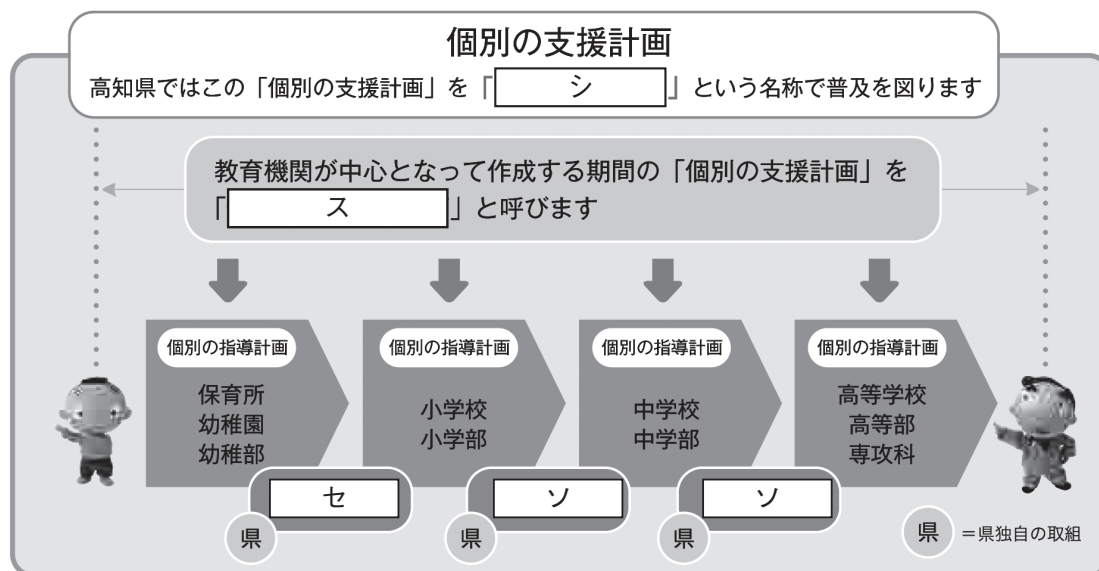 個別の支援計画
高知県ではこの「個別の支援計画」を「シ」という名称で普及を図ります
教育機関が中心となって作成する期間の「個別の支援計画」を
「ス」と呼びます
個別の指導計画
保育所
幼稚園
幼稚部
個別の指導計画
小学校
小学部
個別の指導計画
中学校
中学部
個別の指導計画
高等学校
高等部
専攻科
セ
県
ソ
県
ソ
県
県 =県独自の取組